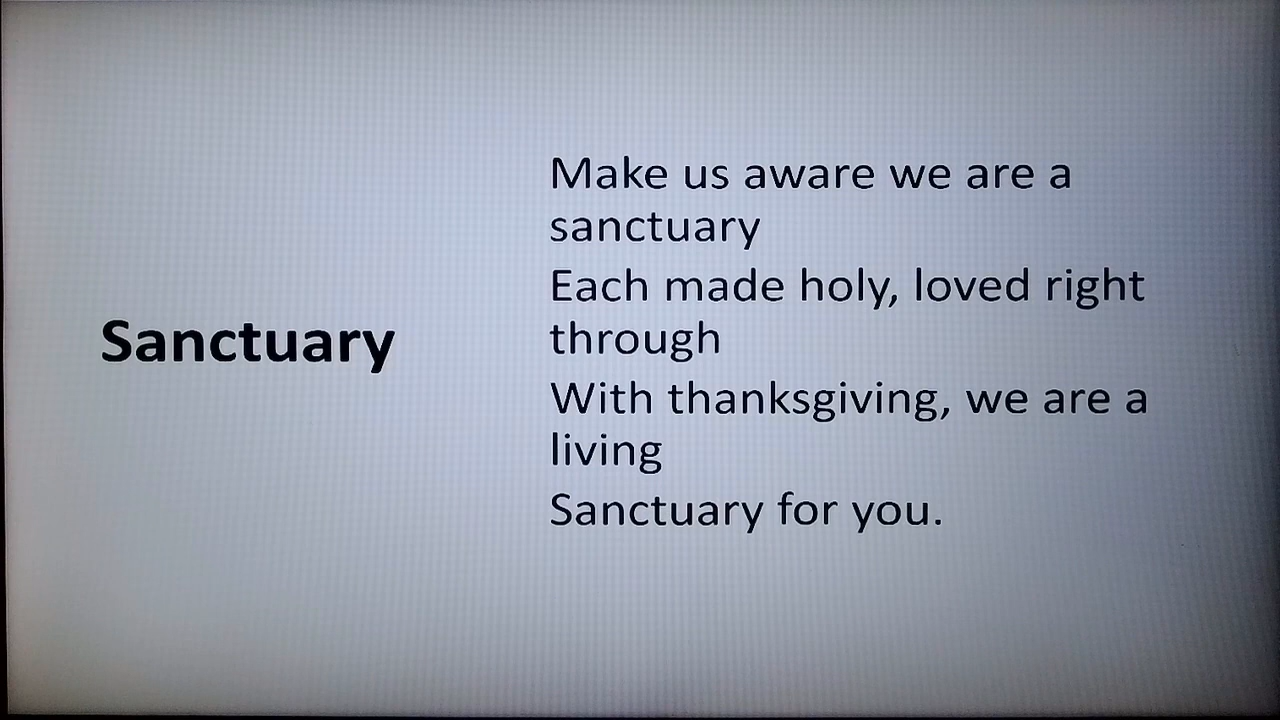 Sanctuary
Make us aware we are a
sanctuary
Each made holy, loved right
through
With thanksgiving, we are a
living
Sanctuary for you.